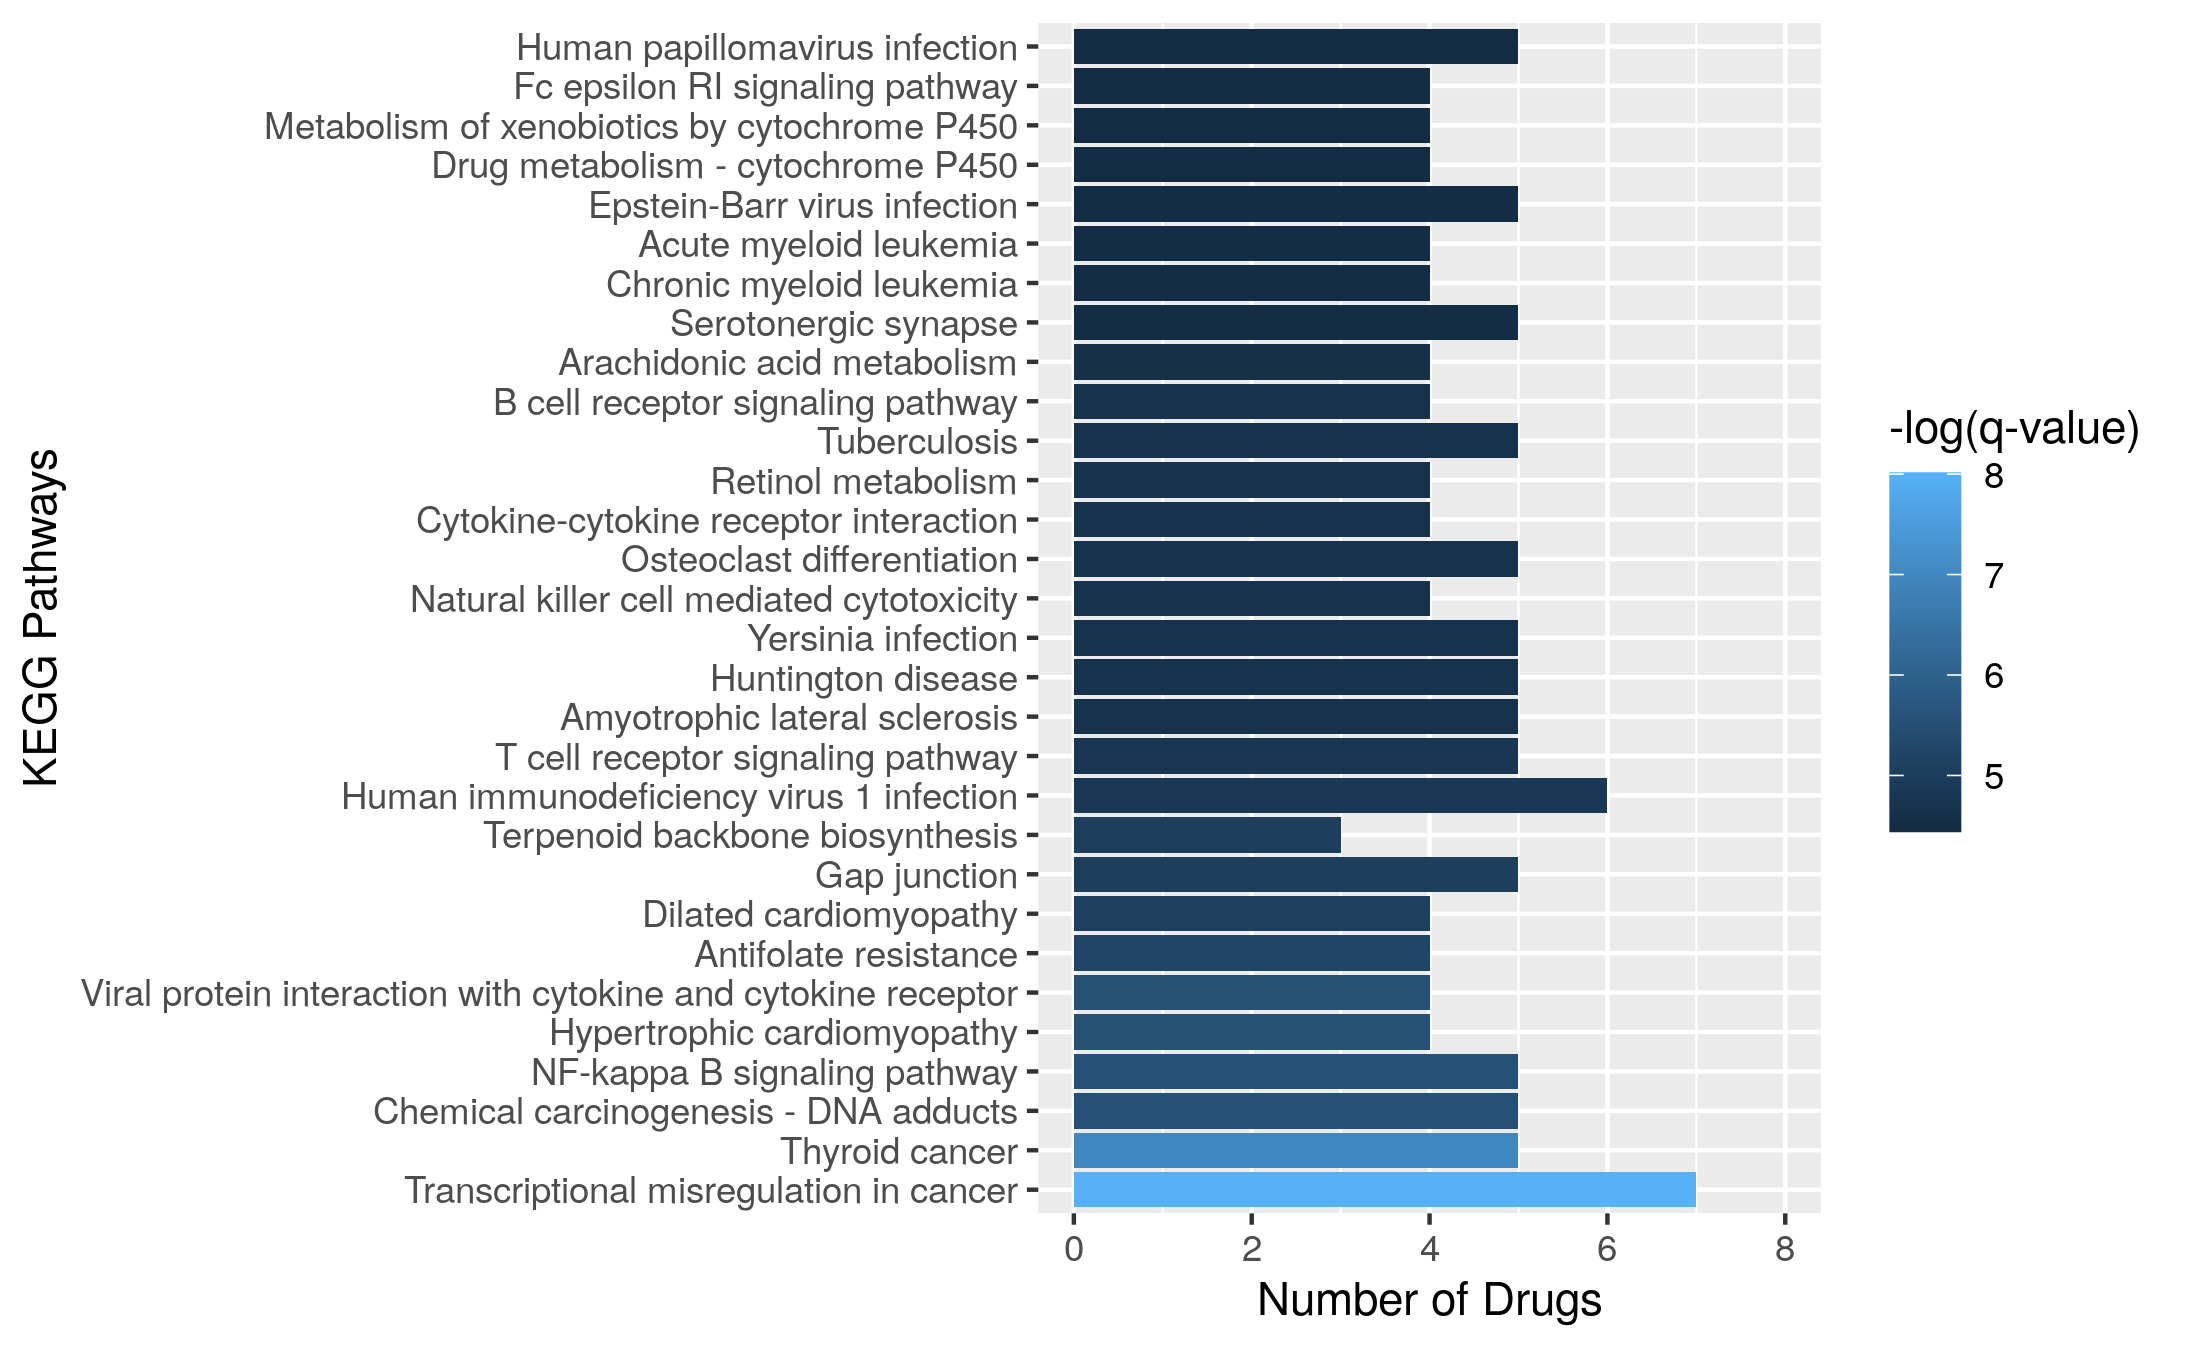 Human papillomavirus infection
Fc epsilon RI signaling pathway
Metabolism of xenobiotics by cytochrome P450
Drug metabolism - cytochrome P450
Epstein-Barr virus infection
Acute myeloid leukemia
Chronic myeloid leukemia
Serotonergic synapse
Arachidonic acid metabolism
B cell receptor signaling pathway
Tuberculosis
Retinol metabolism
Cytokine-cytokine receptor interaction
Osteoclast differentiation
Natural killer cell mediated cytotoxicity
Yersinia infection
Huntington disease
Amyotrophic lateral sclerosis
T cell receptor signaling pathway
Human immunodeficiency virus 1 infection
Terpenoid backbone biosynthesis
Gap junction
Dilated cardiomyopathy
Antifolate resistance
Viral protein interaction with cytokine and cytokine receptor
Hypertrophic cardiomyopathy
NF-kappa B signaling pathway
Chemical carcinogenesis - DNA adducts
Thyroid cancer
Transcriptional misregulation in cancer
KEGG Pathways
0 2 4 6 8
Number of Drugs
-log(q-value)
8
7
6
5